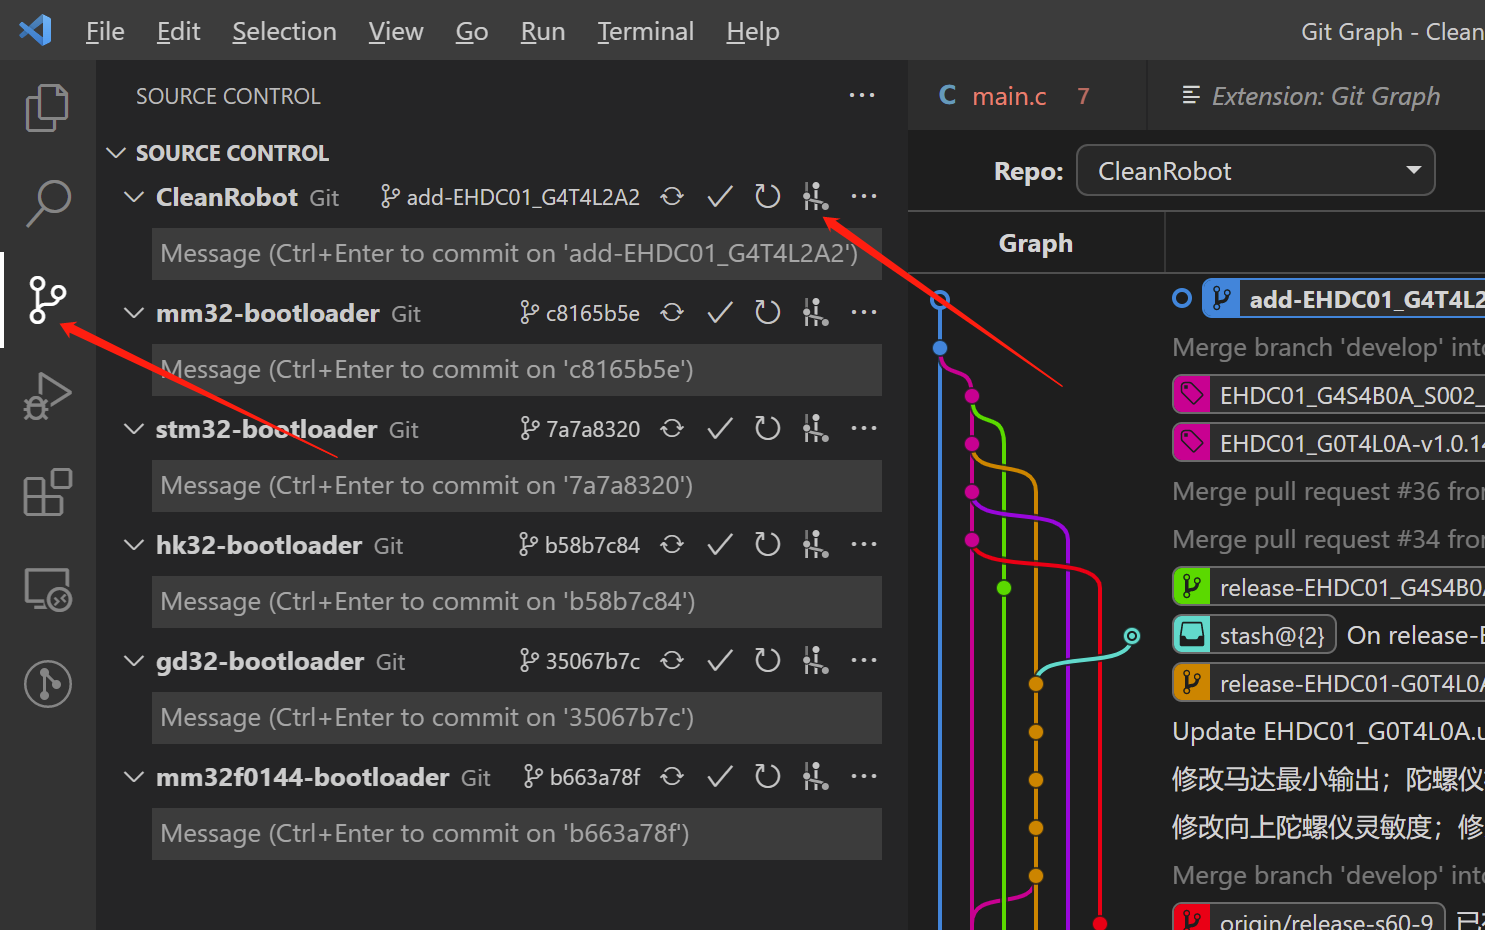 File Edit Selection View Go Run Terminal Help Git Graph - Clean
SOURCE CONTROL ...
SOURCE CONTROL
CleanRobot Git add-EHDC01_G4T4L2A2 ...
Message (Ctrl+Enter to commit on 'add-EHDC01_G4T4L2A2')
mm32-bootloader Git c8165b5e ...
Message (Ctrl+Enter to commit on 'c8165b5e')
stm32-bootloader Git 7a7a8320 ...
Message (Ctrl+Enter to commit on '7a7a8320')
hk32-bootloader Git b58b7c84 ...
Message (Ctrl+Enter to commit on 'b58b7c84')
gd32-bootloader Git 35067b7c ...
Message (Ctrl+Enter to commit on '35067b7c')
mm32f0144-bootloader Git b663a78f ...
Message (Ctrl+Enter to commit on 'b663a78f')
C main.c 7 Extension: Git Graph
Repo: CleanRobot
Graph
add-EHDC01_G4T4L2
Merge branch 'develop' into
EHDC01_G4S4B0A_S002_
EHDC01_G0T4L0A-v1.0.14
Merge pull request #36 from
Merge pull request #34 from
release-EHDC01_G4S4B0A
stash@{2} On release-E
release-EHDC01-G0T4L0A
Update EHDC01_G0T4L0A.u
修改马达最小输出；陀螺仪
修改向上陀螺仪灵敏度；修
Merge branch 'develop' into
origin/release-s60-9 已